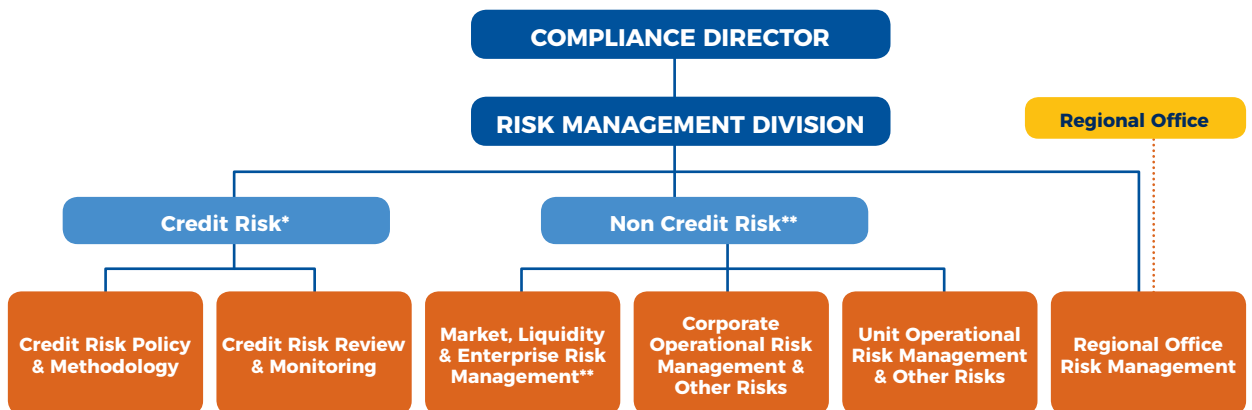 COMPLIANCE DIRECTOR
RISK MANAGEMENT DIVISION
Regional Office
Credit Risk*
Non Credit Risk**
Credit Risk Policy
& Methodology
Credit Risk Review
& Monitoring
Market, Liquidity
& Enterprise Risk
Management**
Corporate
Operational Risk
Management &
Other Risks
Unit Operational
Risk Management
& Other Risks
Regional Office
Risk Management